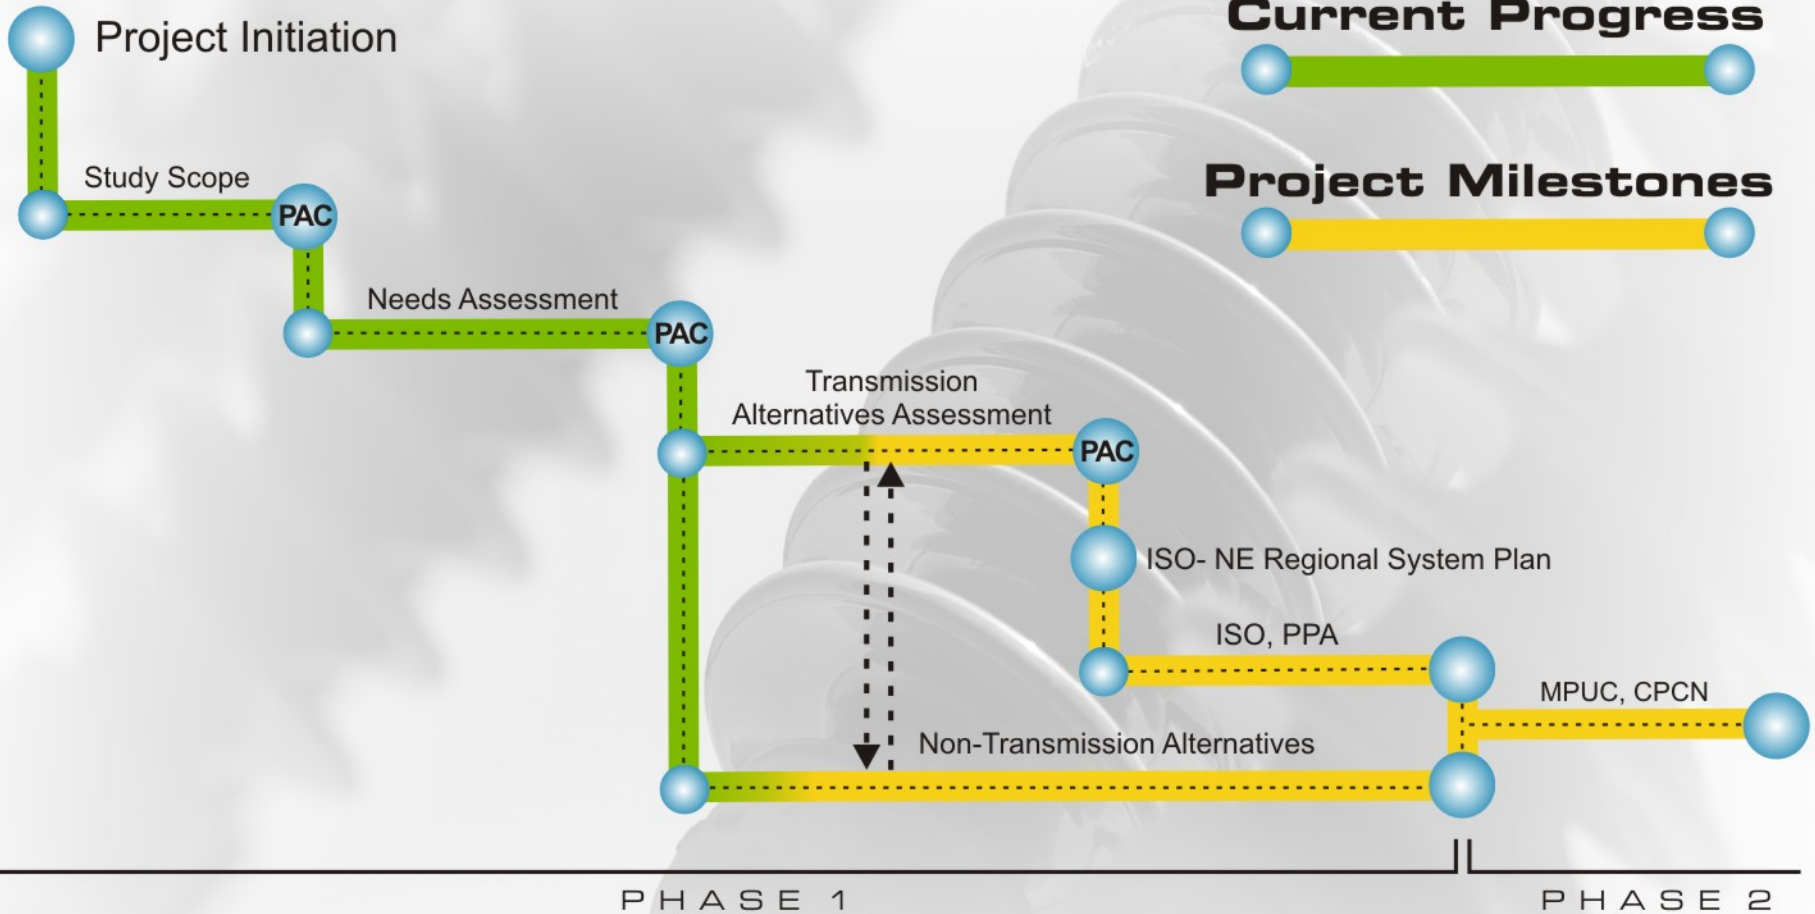 Current Progress
Project Initiation
Study Scope
Project Milestones
PAC
Needs Assessment
PAC
Transmission
Alternatives Assessment
PAC
ISO- NE Regional System Plan
ISO, PPA
MPUC, CPCN
Non-Transmission Alternatives
PHASE 1
PHASE 2